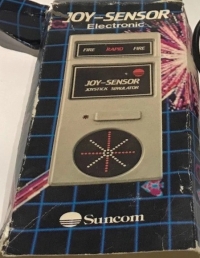 JOY-SENSOR
Electronic
FIRE RAPID FIRE
JOY-SENSOR
JOYSTICK SIMULATOR
Suncom